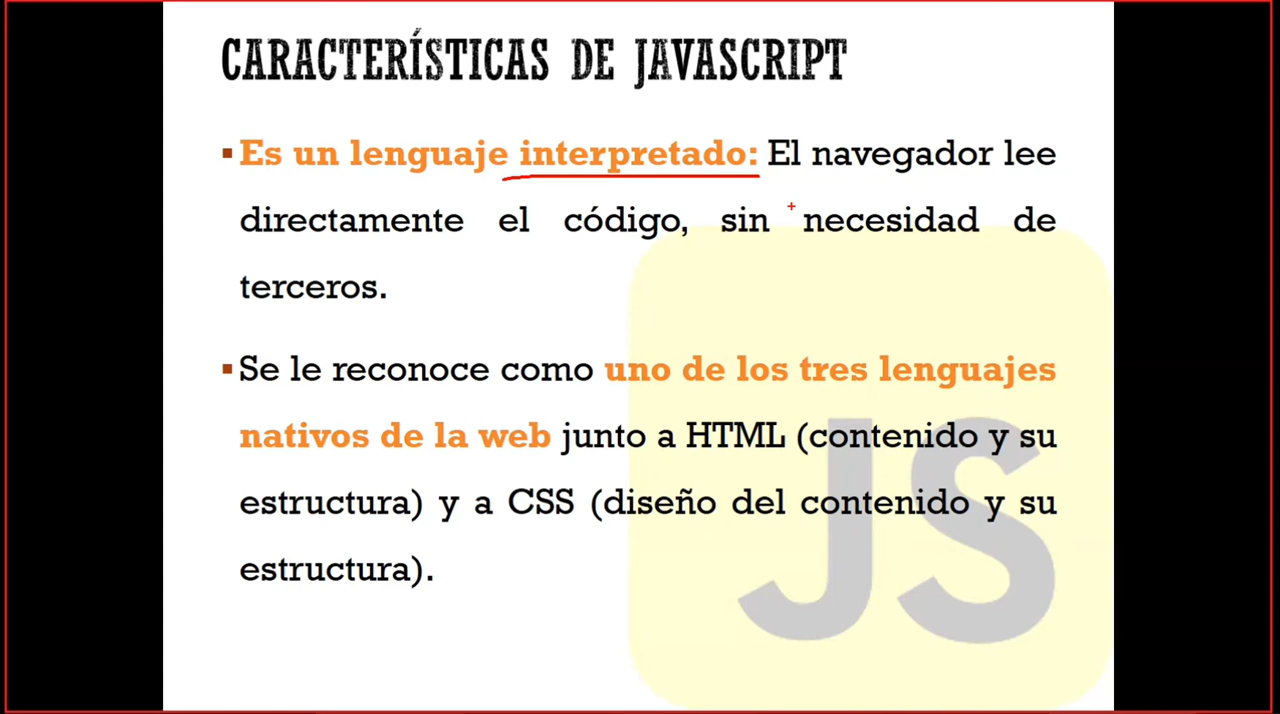 CARACTERÍSTICAS DE JAVASCRIPT
▪Es un lenguaje interpretado: El navegador lee
directamente el código, sin necesidad de
terceros.
▪Se le reconoce como uno de los tres lenguajes
nativos de la web junto a HTML (contenido y su
estructura) y a CSS (diseño del contenido y su
estructura).
JS